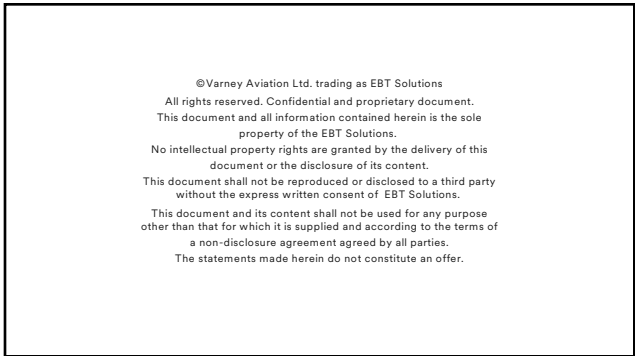 ©Varney Aviation Ltd. trading as EBT Solutions
All rights reserved. Confidential and proprietary document.
This document and all information contained herein is the sole
property of the EBT Solutions.
No intellectual property rights are granted by the delivery of this
document or the disclosure of its content.
This document shall not be reproduced or disclosed to a third party
without the express written consent of EBT Solutions.
This document and its content shall not be used for any purpose
other than that for which it is supplied and according to the terms of
a non-disclosure agreement agreed by all parties.
The statements made herein do not constitute an offer.